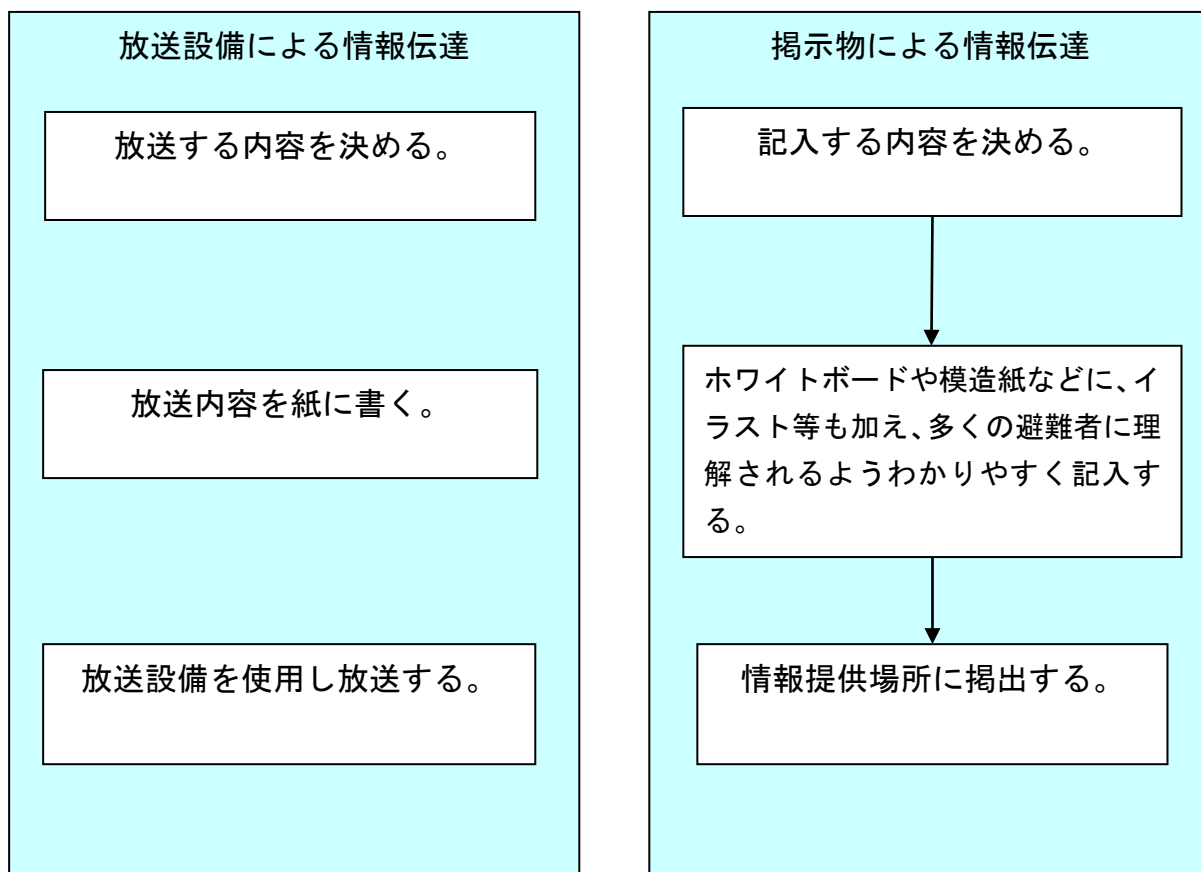 放送設備による情報伝達
放送する内容を決める。
放送内容を紙に書く。
放送設備を使用し放送する。
掲示物による情報伝達
記入する内容を決める。
ホワイトボードや模造紙などに、イ
ラスト等も加え、多くの避難者に理
解されるようわかりやすく記入す
る。
情報提供場所に掲出する。